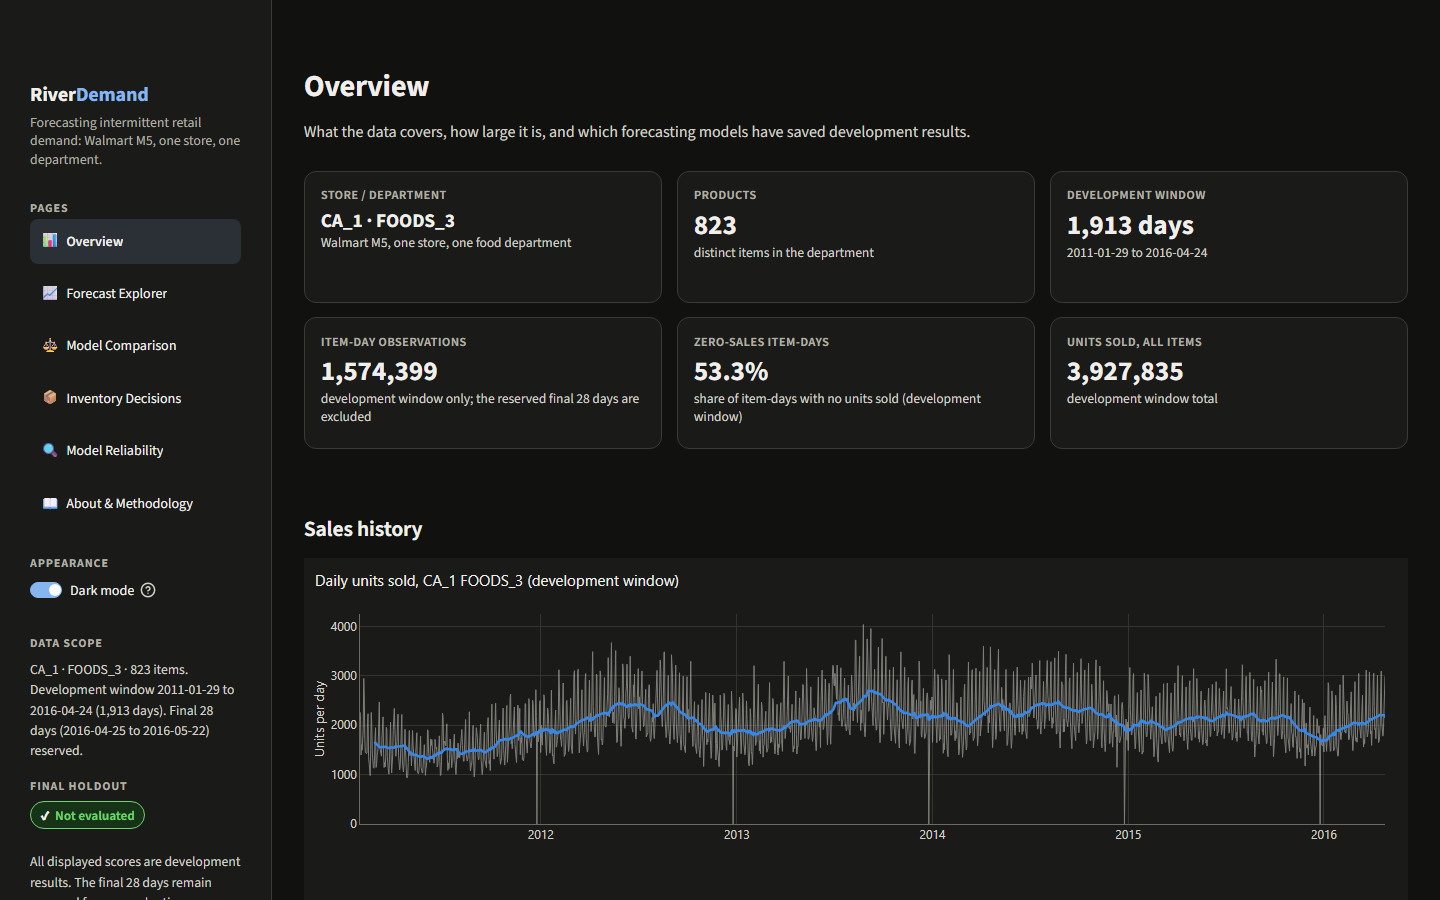 RiverDemand
Forecasting intermittent retail
demand: Walmart M5, one store, one
department.
PAGES
Overview
Forecast Explorer
Model Comparison
Inventory Decisions
Model Reliability
About & Methodology
APPEARANCE
Dark mode ?
DATA SCOPE
CA_1 · FOODS_3 · 823 items.
Development window 2011-01-29 to
2016-04-24 (1,913 days). Final 28
days (2016-04-25 to 2016-05-22)
reserved.
FINAL HOLDOUT
✓ Not evaluated
All displayed scores are development
results. The final 28 days remain
Overview
What the data covers, how large it is, and which forecasting models have saved development results.
STORE / DEPARTMENT
CA_1 · FOODS_3
Walmart M5, one store, one food department
PRODUCTS
823
distinct items in the department
DEVELOPMENT WINDOW
1,913 days
2011-01-29 to 2016-04-24
ITEM-DAY OBSERVATIONS
1,574,399
development window only; the reserved final 28 days are
excluded
ZERO-SALES ITEM-DAYS
53.3%
share of item-days with no units sold (development
window)
UNITS SOLD, ALL ITEMS
3,927,835
development window total
Sales history
Daily units sold, CA_1 FOODS_3 (development window)
Units per day
4000
3000
2000
1000
0
2012 2013 2014 2015 2016